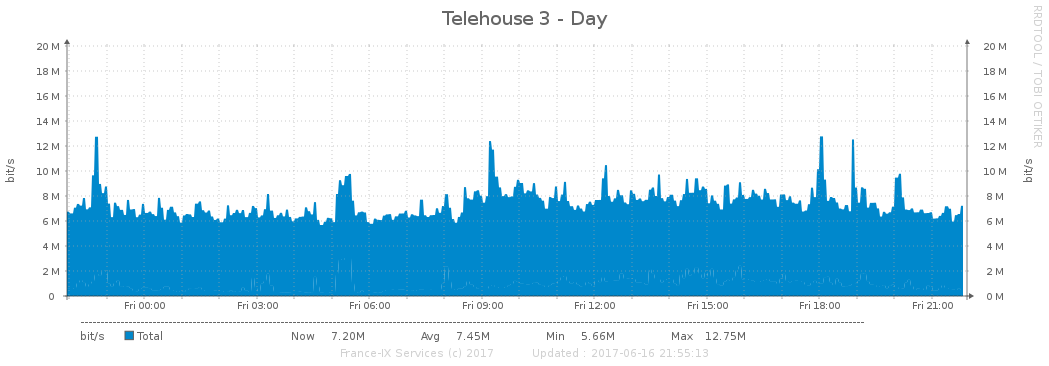 Telehouse 3 - Day
RRDTOOL / TOBI OETIKER
bit/s
20 M 20 M
18 M 18 M
16 M 16 M
14 M 14 M
12 M 12 M
10 M 10 M
8 M 8 M
6 M 6 M
4 M 4 M
2 M 2 M
0 0 M
bit/s
Fri 00:00 Fri 03:00 Fri 06:00 Fri 09:00 Fri 12:00 Fri 15:00 Fri 18:00 Fri 21:00
bit/s Total Now 7.20M Avg 7.45M Min 5.66M Max 12.75M
France-IX Services (c) 2017 Updated : 2017-06-16 21:55:13